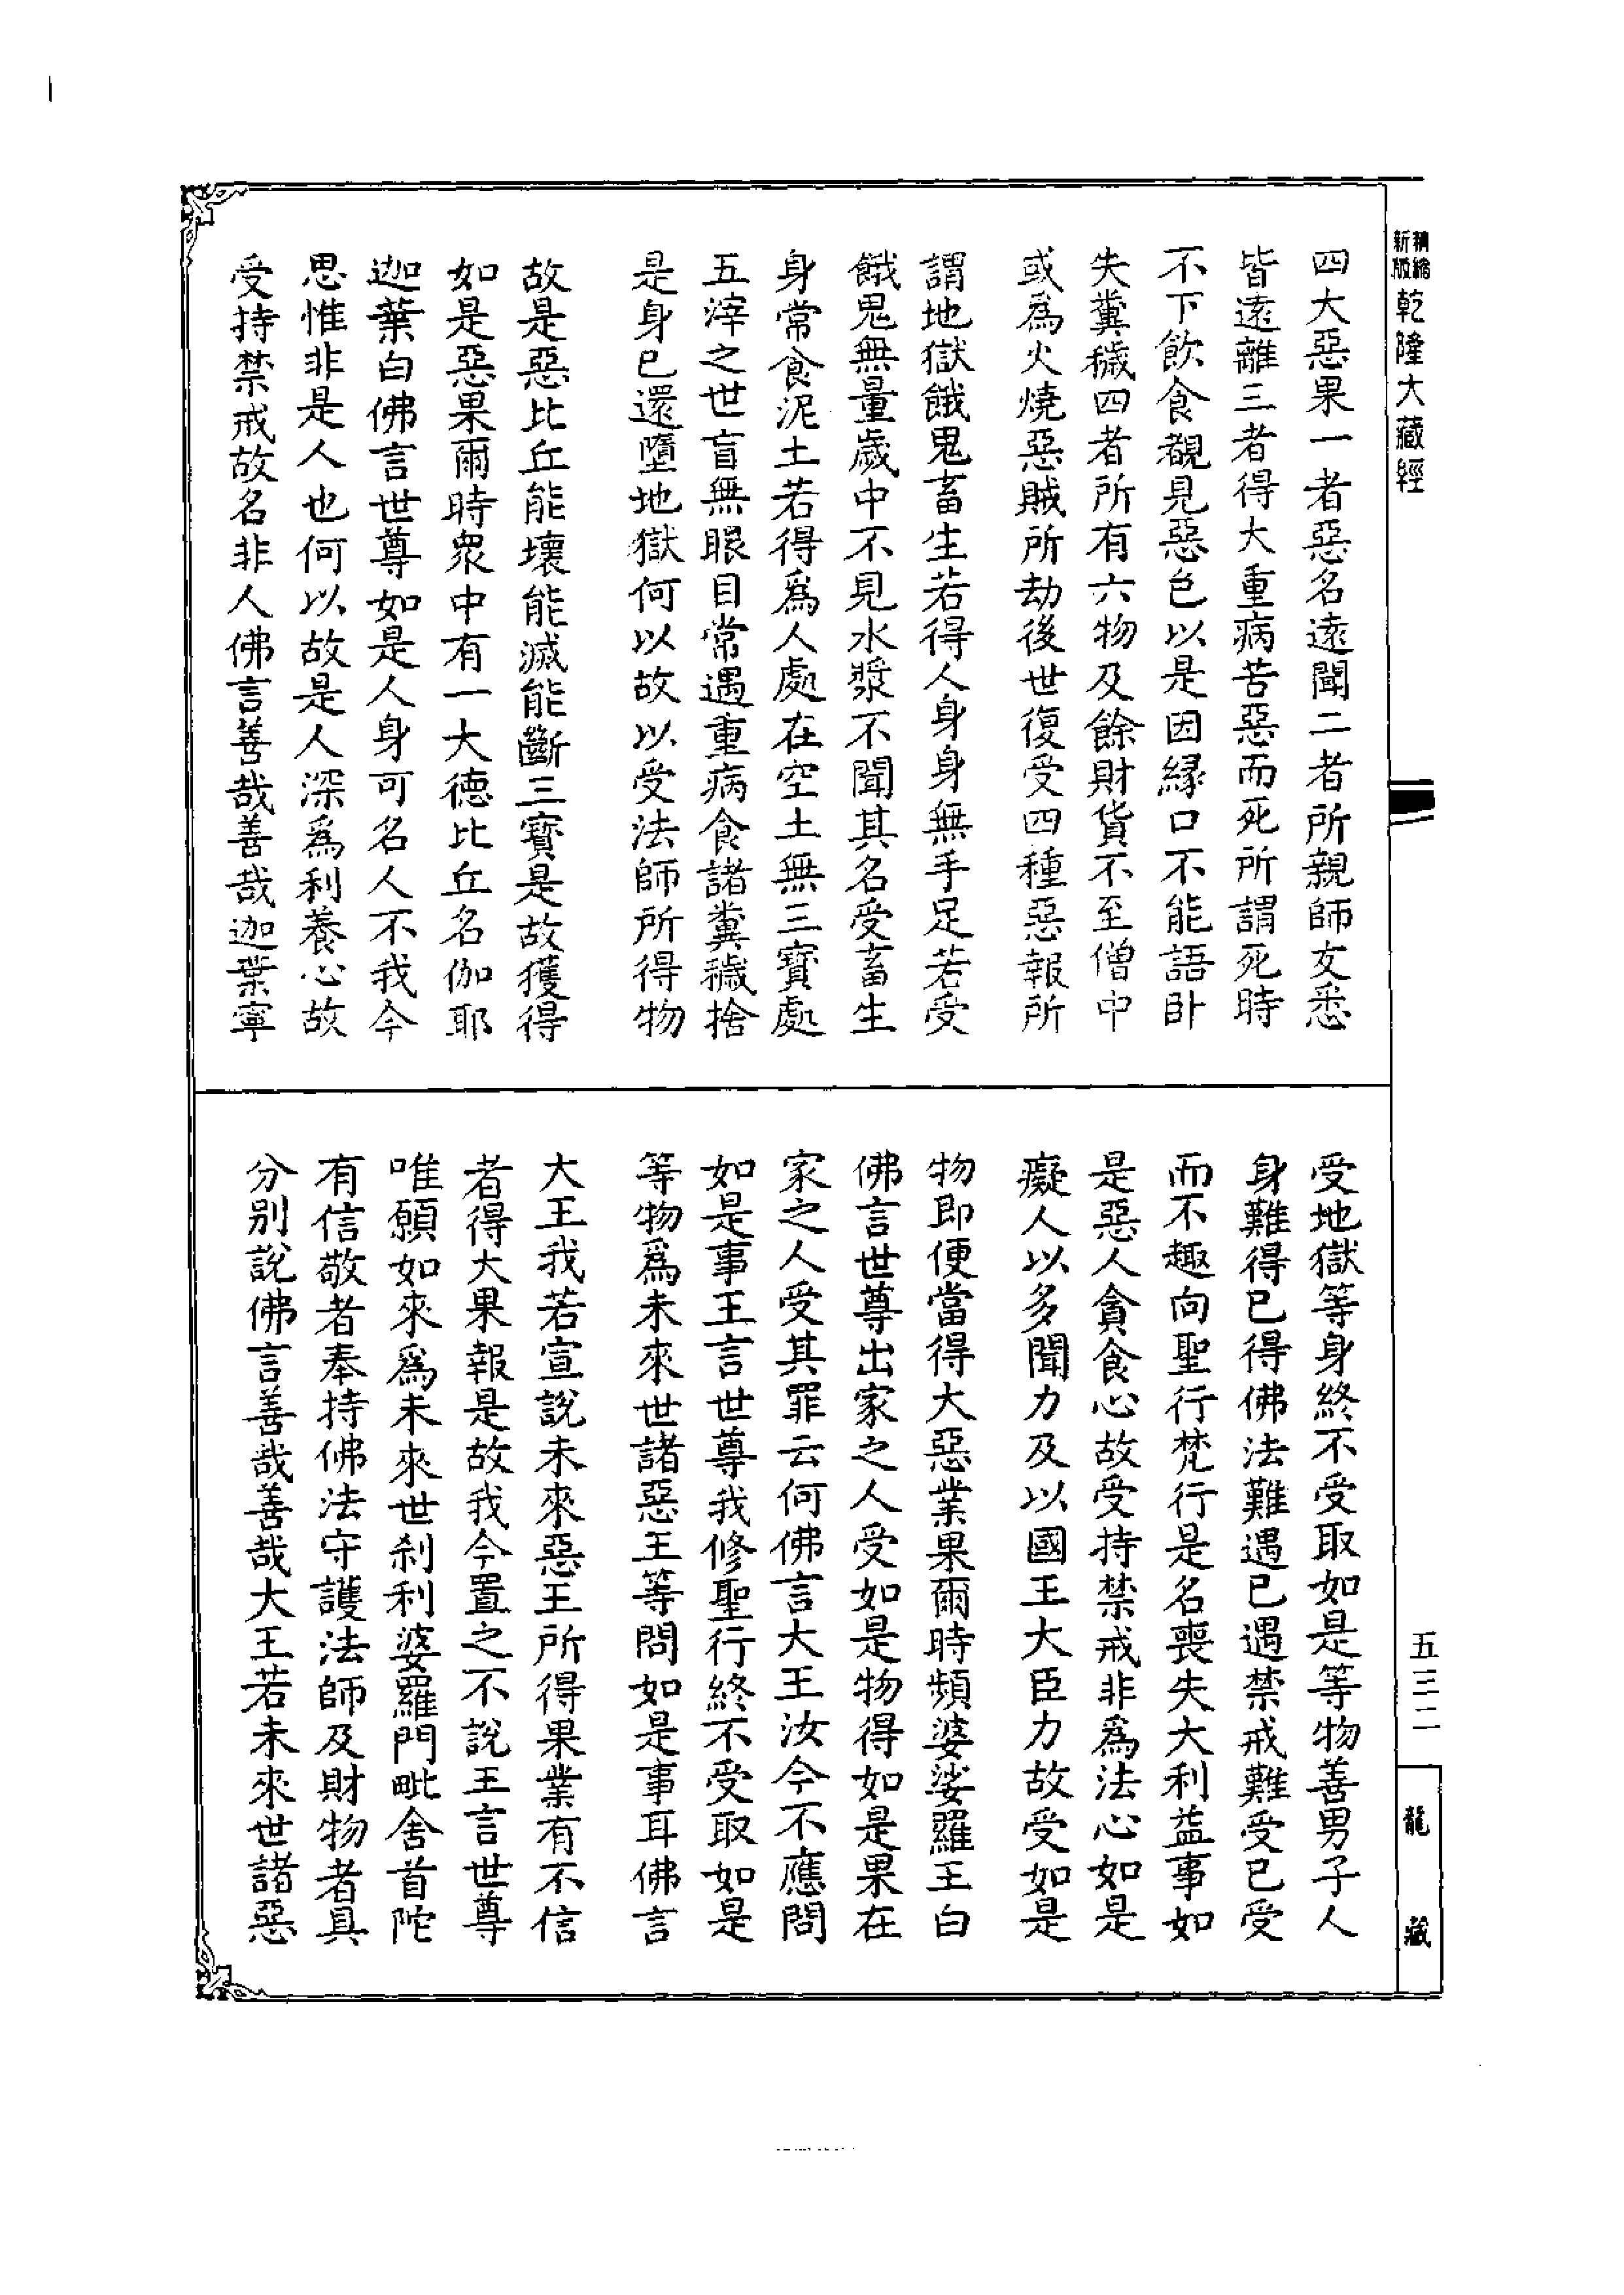 精縮新版乾隆大藏經
四大惡果一者惡名遠聞二者所親師友悉
皆遠離三者得大重病苦惡而死所謂死時
不下飲食覩見惡色以是因緣口不能語臥
失糞穢四者所有六物及餘財貨不至僧中
或為火燒惡賊所劫後世復受四種惡報所
謂地獄餓鬼畜生若得人身身無手足若受
餓鬼無量歲中不見水漿不聞其名受畜生
身常食泥土若得為人處在空土無三寶處
五滓之世盲無眼目常遇重病食諸糞穢捨
是身已還墮地獄何以故以受法師所得物
故是惡比丘能壞能滅能斷三寶是故獲得
如是惡果爾時眾中有一大德比丘名伽耶
迦葉白佛言世尊如是人身可名人不我今
思惟非是人也何以故是人深為利養心故
受持禁戒故名非人佛言善哉善哉迦葉寧
受地獄等身終不受取如是等物善男子人
身難得已得佛法難遇已遇禁戒難受已受
而不趣向聖行梵行是名喪失大利益事如
是惡人貪食心故受持禁戒非為法心如是
癡人以多聞力及以國王大臣力故受如是
物即便當得大惡業果爾時頻婆娑羅王白
佛言世尊出家之人受如是物得如是果在
家之人受其罪云何佛言大王汝今不應問
如是事王言世尊我修聖行終不受取如是
等物為未來世諸惡王等問如是事耳佛言
大王我若宣說未來惡王所得果業有不信
者得大果報是故我今置之不說王言世尊
唯願如來為未來世剎利婆羅門毗舍首陀
有信敬者奉持佛法守護法師及財物者具
分別說佛言善哉善哉大王若未來世諸惡
五三二
龍藏